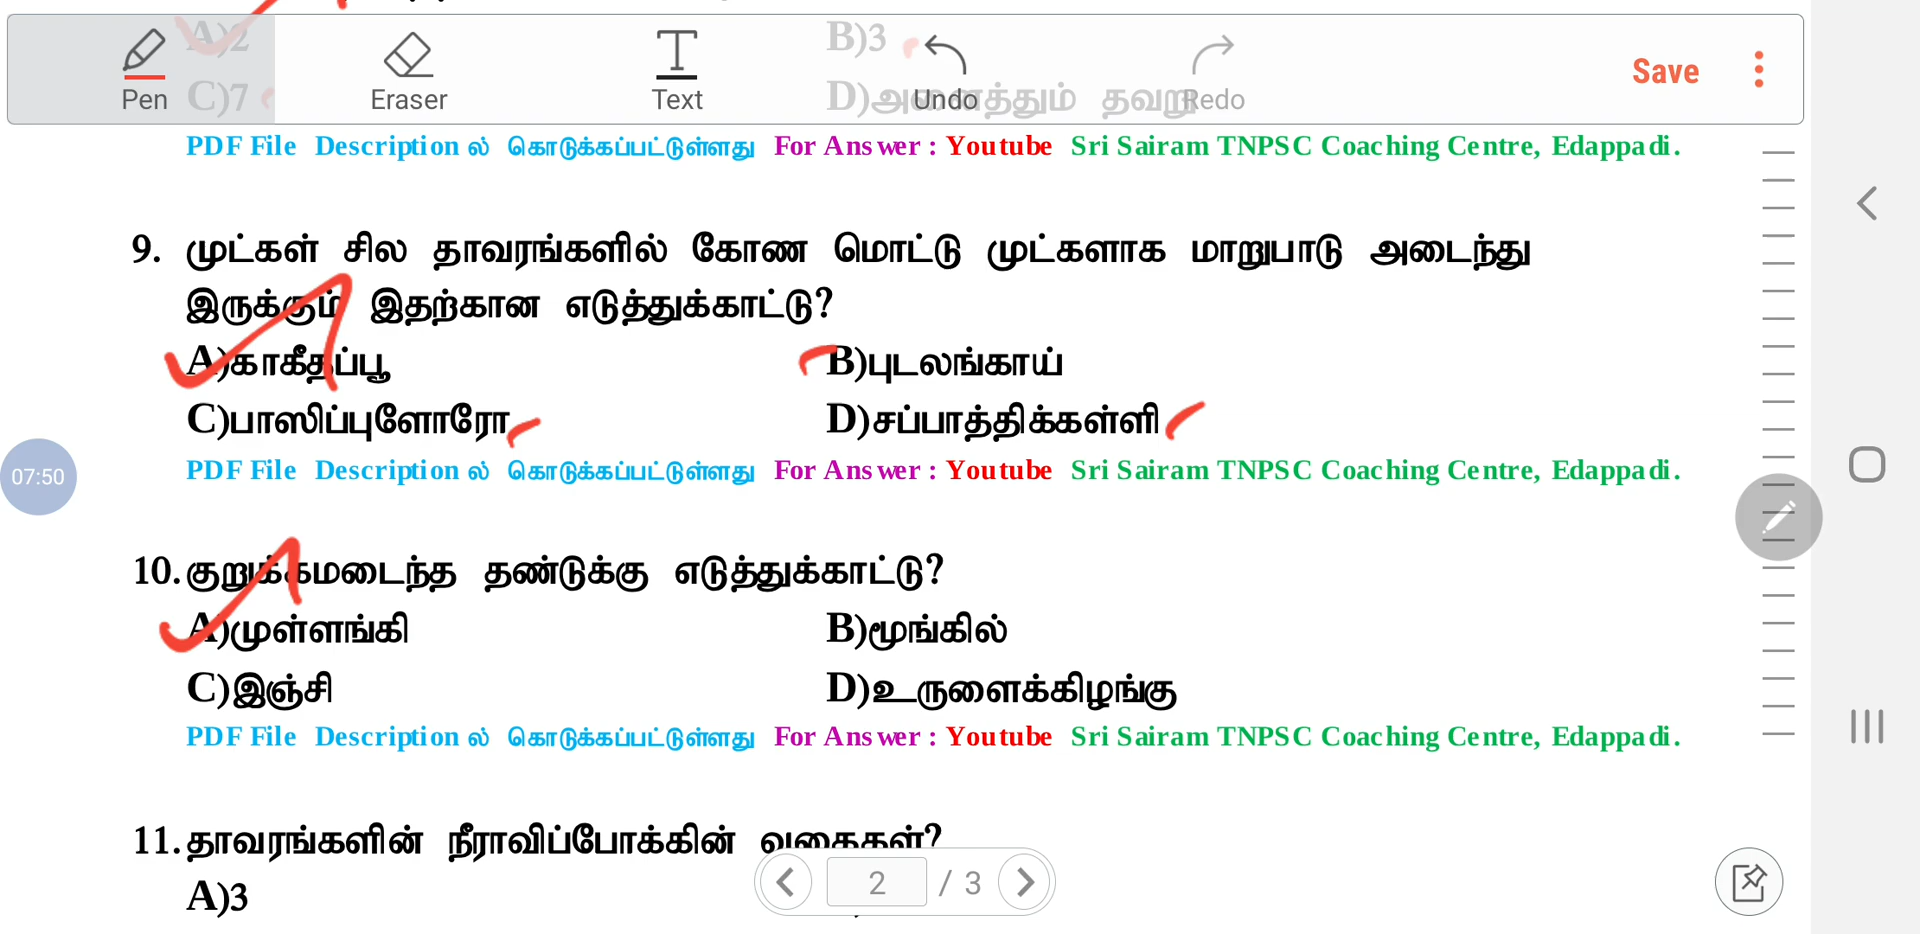 A)2 B)3
Pen Eraser Text Undo Redo Save
C)7 D)அனைத்தும் தவறு
PDF File Description ல் கொடுக்கப்பட்டுள்ளது For Answer : Youtube Sri Sairam TNPSC Coaching Centre, Edappadi.
9. முட்கள் சில தாவரங்களில் கோண மொட்டு முட்களாக மாறுபாடு அடைந்து
இருக்கும் இதற்கான எடுத்துக்காட்டு?
A)காகீதப்பூ B)புடலங்காய்
C)பாஸிப்புளோரோ D)சப்பாத்திக்கள்ளி
07:50
PDF File Description ல் கொடுக்கப்பட்டுள்ளது For Answer : Youtube Sri Sairam TNPSC Coaching Centre, Edappadi.
10. குறுக்கமடைந்த தண்டுக்கு எடுத்துக்காட்டு?
A)முள்ளங்கி B)மூங்கில்
C)இஞ்சி D)உருளைக்கிழங்கு
PDF File Description ல் கொடுக்கப்பட்டுள்ளது For Answer : Youtube Sri Sairam TNPSC Coaching Centre, Edappadi.
11. தாவரங்களின் நீராவிப்போக்கின் வகைகள்?
A)3
2 / 3